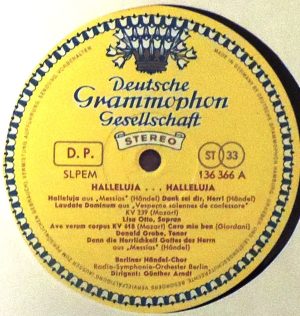 Deutsche
Grammophon
Gesellschaft
STEREO
D. P.
ST 33
SLPEM
136 366 A
HALLELUJA . . . HALLELUJA
Halleluja aus „Messias" (Händel) Dank sei dir, Herr! (Händel)
Laudate Dominum aus „Vesperae solennes de confessore"
KV 339 (Mozart)
Lisa Otto, Sopran
Ave verum corpus KV 618 (Mozart) Caro mio ben (Giordani)
Donald Grobe, Tenor
Denn die Herrlichkeit Gottes des Herrn
aus „Messias" (Händel)
Berliner Händel-Chor
Radio-Symphonie-Orchester Berlin
Dirigent: Günther Arndt